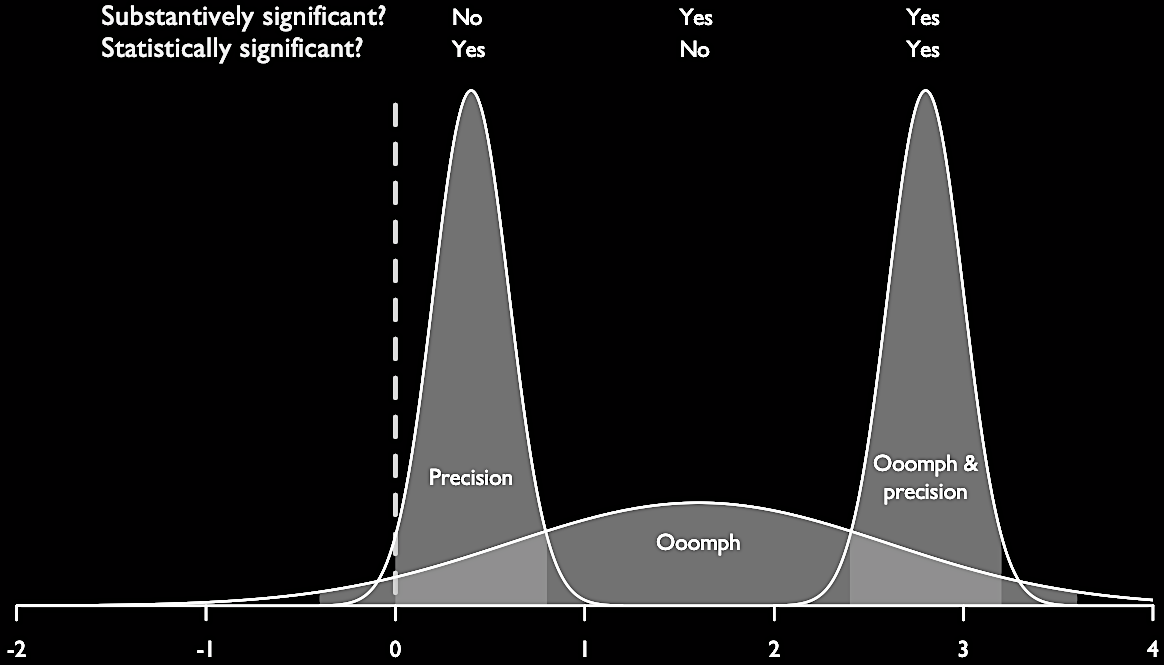 Substantively significant? No Yes Yes
Statistically significant? Yes No Yes
Precision
Ooomph
Ooomph &
precision
-2 -1 0 1 2 3 4